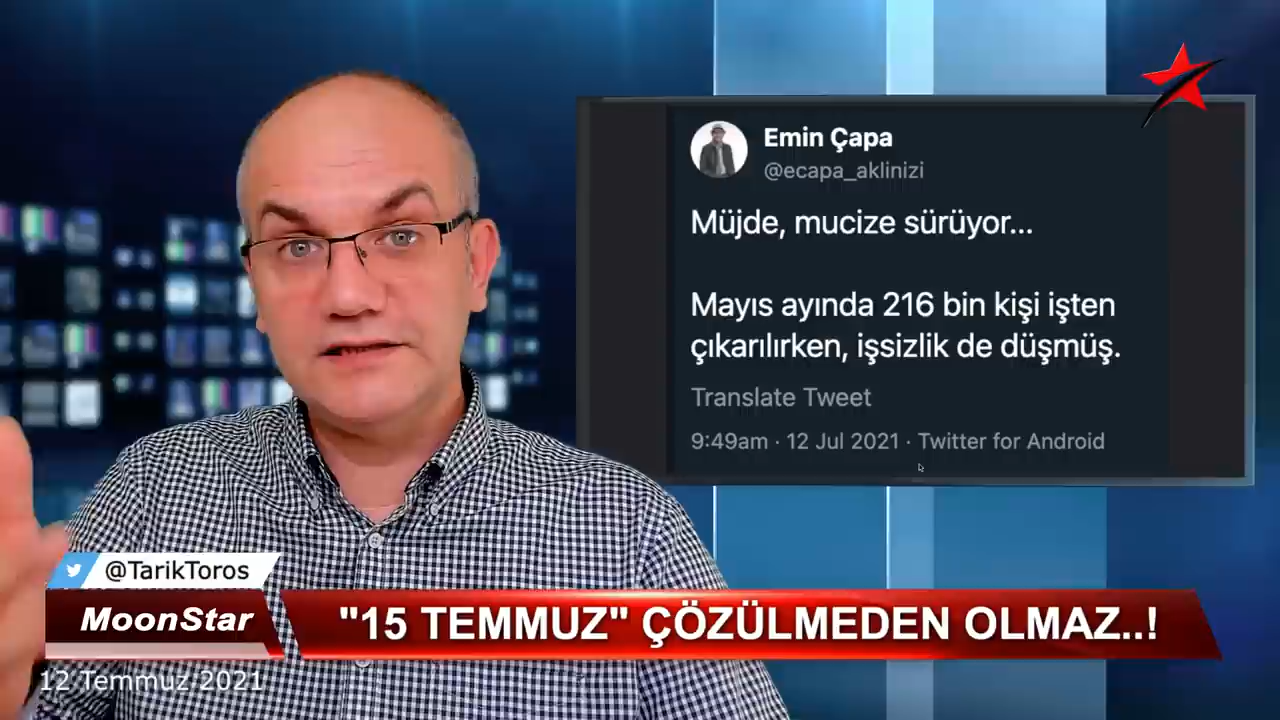 Emin Çapa
@ecapa_aklinizi
Müjde, mucize sürüyor...
Mayıs ayında 216 bin kişi işten
çıkarılırken, işsizlik de düşmüş.
Translate Tweet
9:49am · 12 Jul 2021 · Twitter for Android
@TarikToros
MoonStar
"15 TEMMUZ" ÇÖZÜLMEDEN OLMAZ..!
12 Temmuz 2021